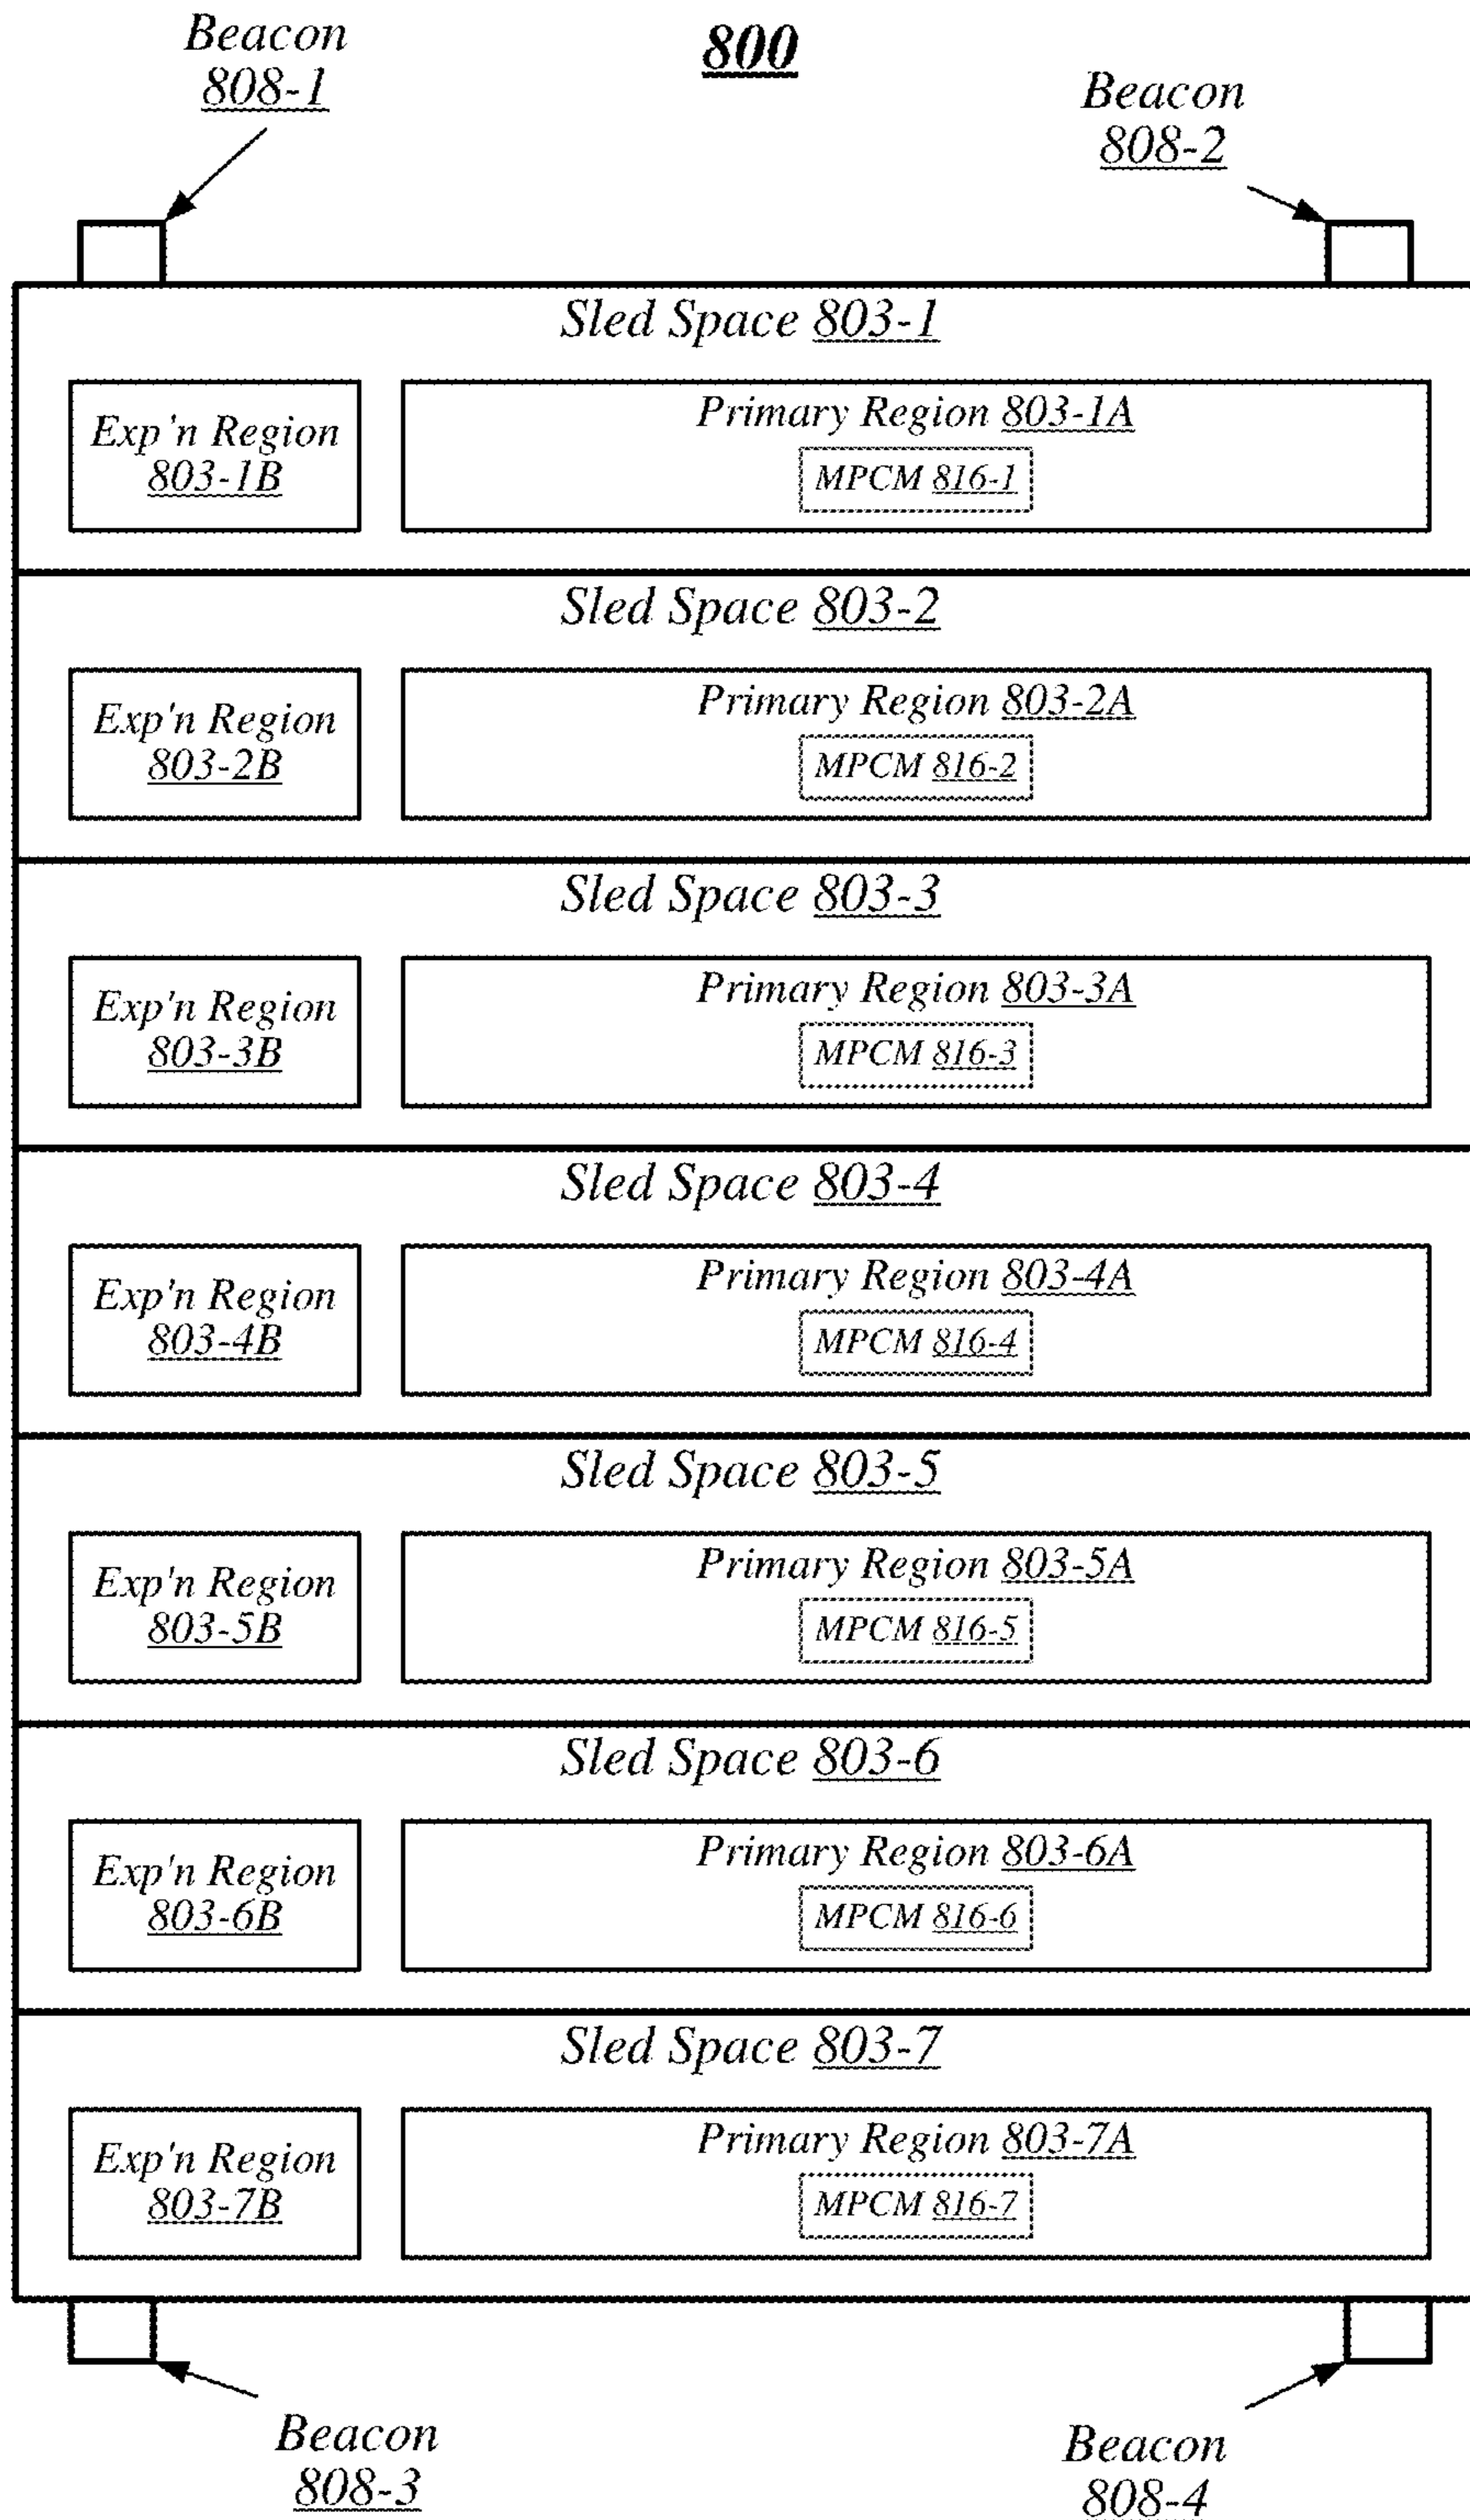 Beacon
808-1
800
Beacon
808-2
Sled Space 803-1
Exp'n Region
803-1B
Primary Region 803-1A
MPCM 816-1
Sled Space 803-2
Exp'n Region
803-2B
Primary Region 803-2A
MPCM 816-2
Sled Space 803-3
Exp'n Region
803-3B
Primary Region 803-3A
MPCM 816-3
Sled Space 803-4
Exp'n Region
803-4B
Primary Region 803-4A
MPCM 816-4
Sled Space 803-5
Exp'n Region
803-5B
Primary Region 803-5A
MPCM 816-5
Sled Space 803-6
Exp'n Region
803-6B
Primary Region 803-6A
MPCM 816-6
Sled Space 803-7
Exp'n Region
803-7B
Primary Region 803-7A
MPCM 816-7
Beacon
808-3
Beacon
808-4